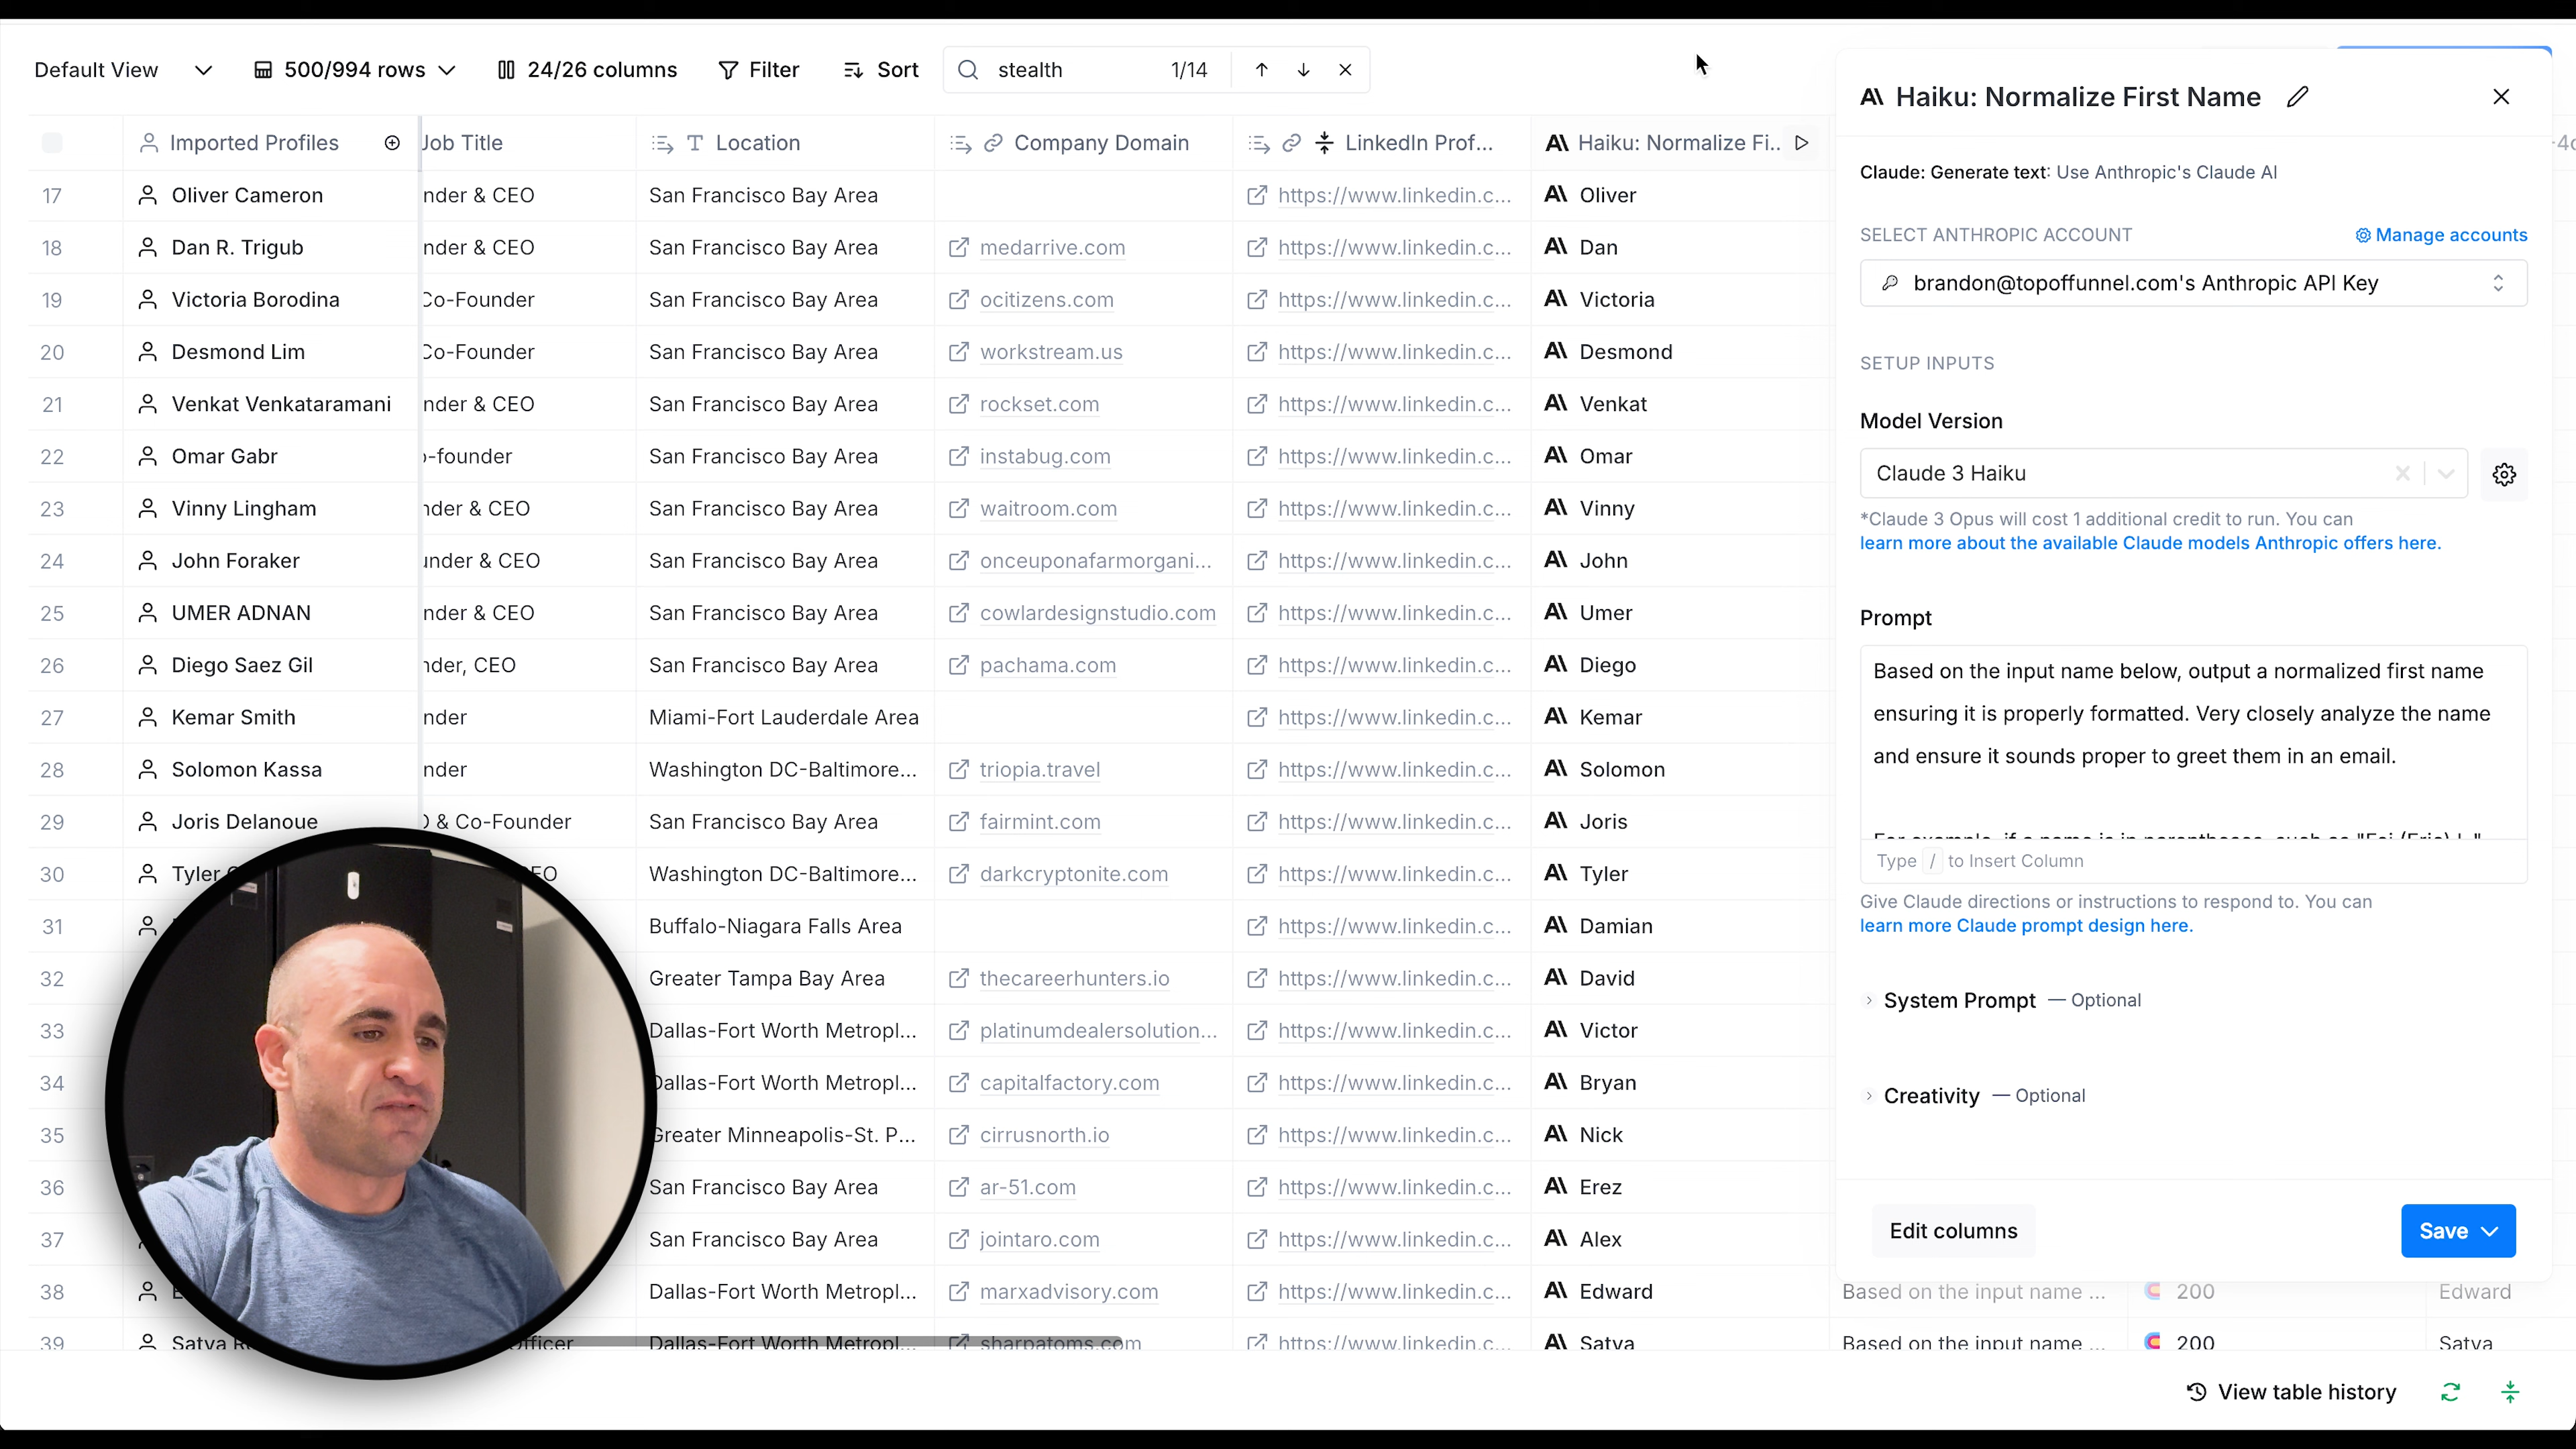 Default View
500/994 rows
24/26 columns
Filter
Sort
stealth
1/14
Imported Profiles
Job Title
Location
Company Domain
LinkedIn Prof...
Haiku: Normalize Fi..
17 Oliver Cameron nder & CEO San Francisco Bay Area https://www.linkedin.c... Oliver
18 Dan R. Trigub nder & CEO San Francisco Bay Area medarrive.com https://www.linkedin.c... Dan
19 Victoria Borodina Co-Founder San Francisco Bay Area ocitizens.com https://www.linkedin.c... Victoria
20 Desmond Lim Co-Founder San Francisco Bay Area workstream.us https://www.linkedin.c... Desmond
21 Venkat Venkataramani nder & CEO San Francisco Bay Area rockset.com https://www.linkedin.c... Venkat
22 Omar Gabr o-founder San Francisco Bay Area instabug.com https://www.linkedin.c... Omar
23 Vinny Lingham nder & CEO San Francisco Bay Area waitroom.com https://www.linkedin.c... Vinny
24 John Foraker under & CEO San Francisco Bay Area onceuponafarmorgani... https://www.linkedin.c... John
25 UMER ADNAN nder & CEO San Francisco Bay Area cowlardesignstudio.com https://www.linkedin.c... Umer
26 Diego Saez Gil nder, CEO San Francisco Bay Area pachama.com https://www.linkedin.c... Diego
27 Kemar Smith nder Miami-Fort Lauderdale Area https://www.linkedin.c... Kemar
28 Solomon Kassa nder Washington DC-Baltimore... triopia.travel https://www.linkedin.c... Solomon
29 Joris Delanoue O & Co-Founder San Francisco Bay Area fairmint.com https://www.linkedin.c... Joris
30 Tyler EO Washington DC-Baltimore... darkcryptonite.com https://www.linkedin.c... Tyler
31 Buffalo-Niagara Falls Area https://www.linkedin.c... Damian
32 Greater Tampa Bay Area thecareerhunters.io https://www.linkedin.c... David
33 Dallas-Fort Worth Metropl... platinumdealersolution... https://www.linkedin.c... Victor
34 Dallas-Fort Worth Metropl... capitalfactory.com https://www.linkedin.c... Bryan
35 Greater Minneapolis-St. P... cirrusnorth.io https://www.linkedin.c... Nick
36 San Francisco Bay Area ar-51.com https://www.linkedin.c... Erez
37 San Francisco Bay Area jointaro.com https://www.linkedin.c... Alex
38 Dallas-Fort Worth Metropl... marxadvisory.com https://www.linkedin.c... Edward Based on the input name ... 200 Edward
39 Satya Officer Dallas-Fort Worth Metropl... sharpatoms.com https://www.linkedin.c... Satya Based on the input name ... 200 Satya
Haiku: Normalize First Name
Claude: Generate text: Use Anthropic's Claude AI
SELECT ANTHROPIC ACCOUNT
Manage accounts
brandon@topoffunnel.com's Anthropic API Key
SETUP INPUTS
Model Version
Claude 3 Haiku
*Claude 3 Opus will cost 1 additional credit to run. You can
learn more about the available Claude models Anthropic offers here.
Prompt
Based on the input name below, output a normalized first name
ensuring it is properly formatted. Very closely analyze the name
and ensure it sounds proper to greet them in an email.
For example, if a name is in parentheses, such as
Type / to Insert Column
Give Claude directions or instructions to respond to. You can
learn more Claude prompt design here.
System Prompt — Optional
Creativity — Optional
Edit columns
Save
View table history